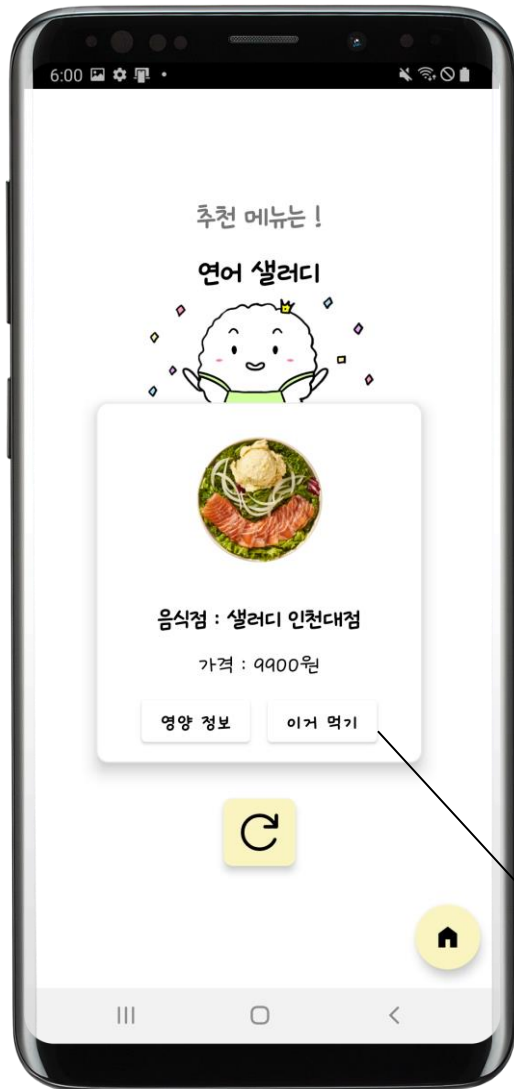 6:00
추천 메뉴는 !
연어 샐러디
음식점 : 샐러디 인천대점
가격 : 9900원
영양 정보
이거 먹기